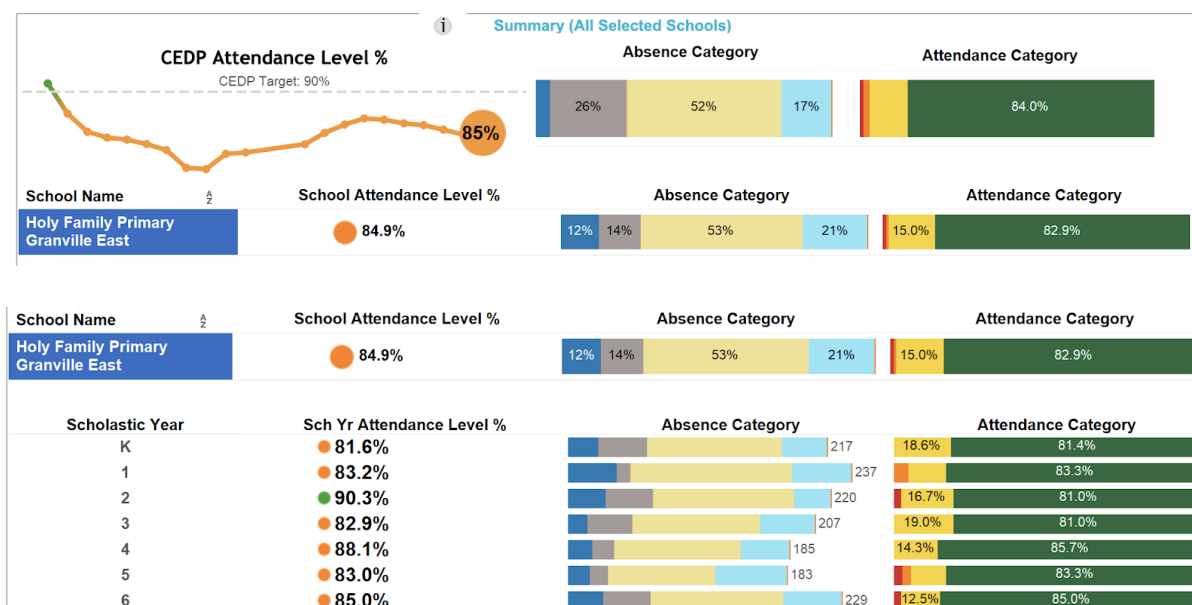 i
Summary (All Selected Schools)
CEDP Attendance Level %
Absence Category
Attendance Category
CEDP Target: 90%
85%
26% 52% 17%
84.0%
School Name A Z School Attendance Level % Absence Category Attendance Category
Holy Family Primary
Granville East
84.9%
12% 14% 53% 21%
15.0% 82.9%
School Name A Z School Attendance Level % Absence Category Attendance Category
Holy Family Primary
Granville East
84.9%
12% 14% 53% 21%
15.0% 82.9%
Scholastic Year Sch Yr Attendance Level % Absence Category Attendance Category
K 81.6% 217 18.6% 81.4%
1 83.2% 237 83.3%
2 90.3% 220 16.7% 81.0%
3 82.9% 207 19.0% 81.0%
4 88.1% 185 14.3% 85.7%
5 83.0% 183 83.3%
6 85.0% 229 12.5% 85.0%